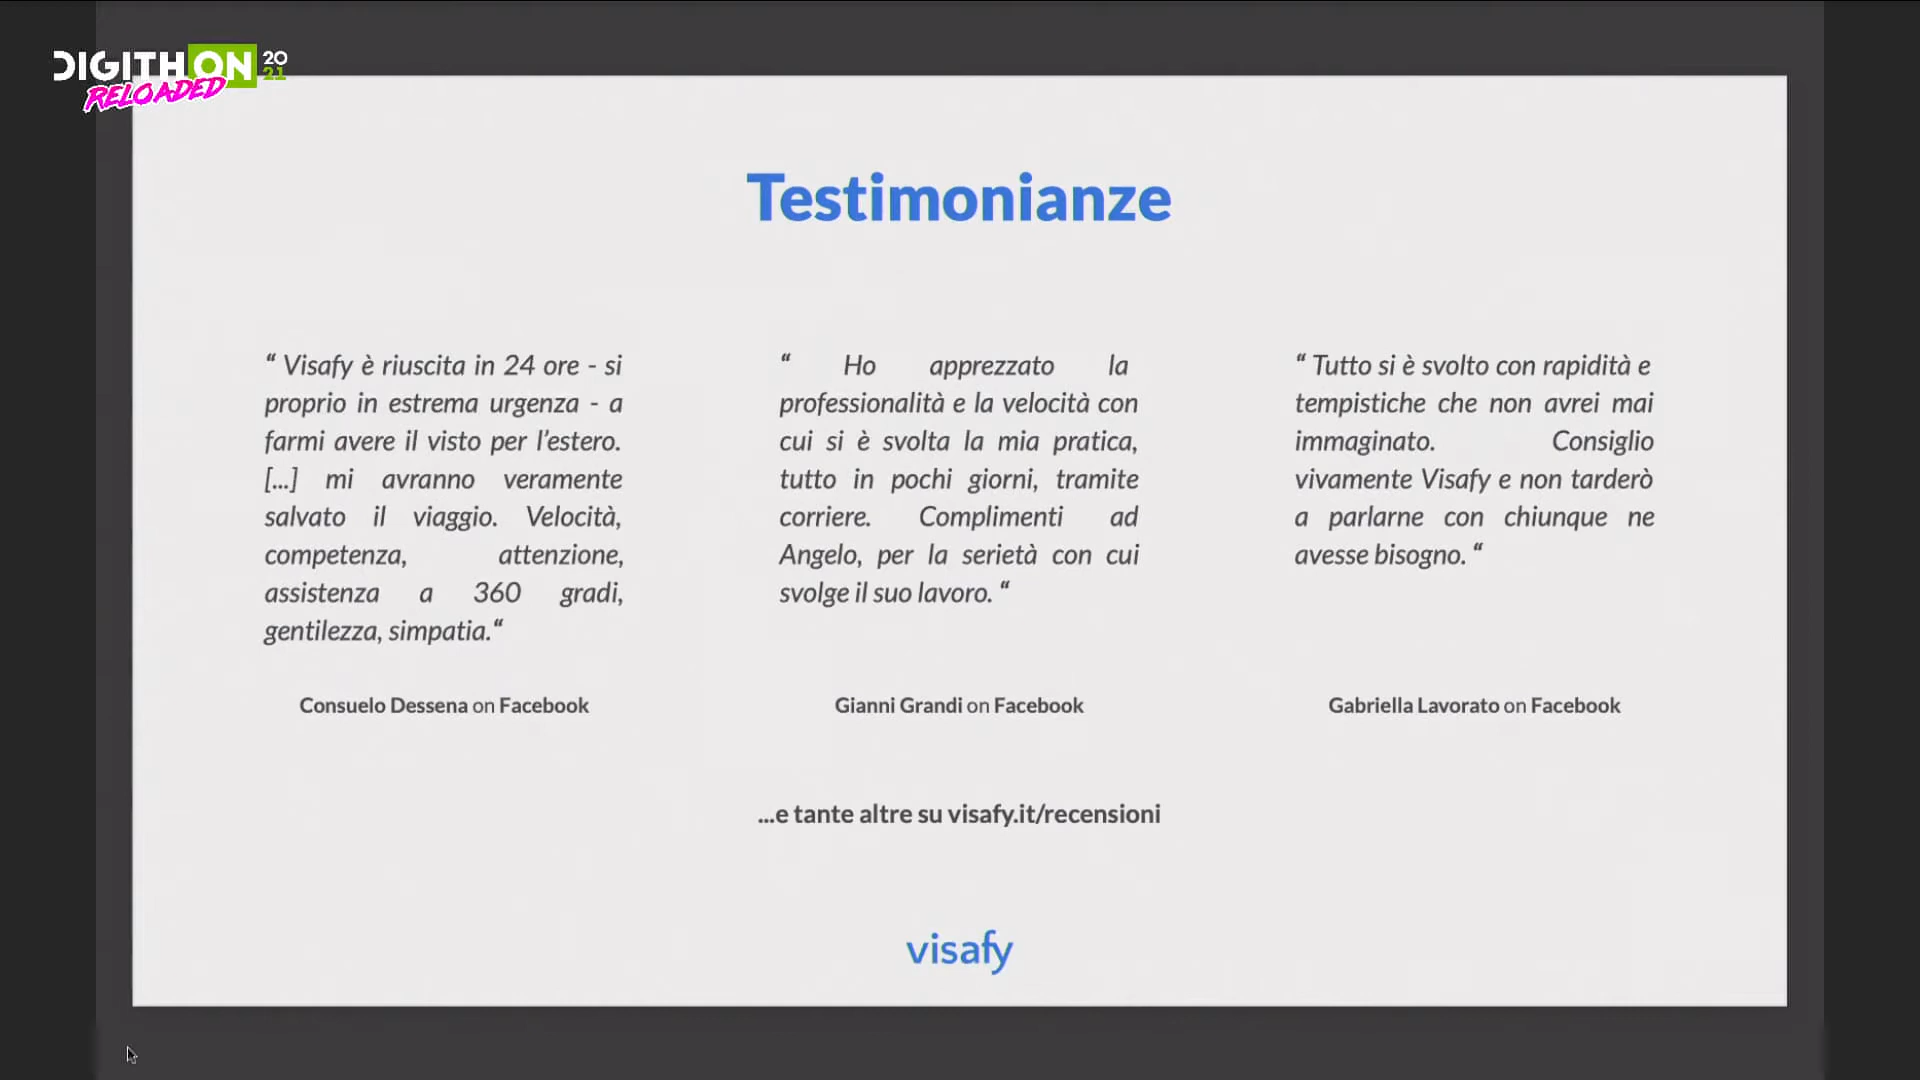 DIGITHON 20
21
RELOADED
Testimonianze
“ Visafy è riuscita in 24 ore - si
proprio in estrema urgenza - a
farmi avere il visto per l’estero.
[...] mi avranno veramente
salvato il viaggio. Velocità,
competenza, attenzione,
assistenza a 360 gradi,
gentilezza, simpatia.“
Consuelo Dessena on Facebook
“ Ho apprezzato la
professionalità e la velocità con
cui si è svolta la mia pratica,
tutto in pochi giorni, tramite
corriere. Complimenti ad
Angelo, per la serietà con cui
svolge il suo lavoro. “
Gianni Grandi on Facebook
“ Tutto si è svolto con rapidità e
tempistiche che non avrei mai
immaginato. Consiglio
vivamente Visafy e non tarderò
a parlarne con chiunque ne
avesse bisogno. “
Gabriella Lavorato on Facebook
...e tante altre su visafy.it/recensioni
visafy